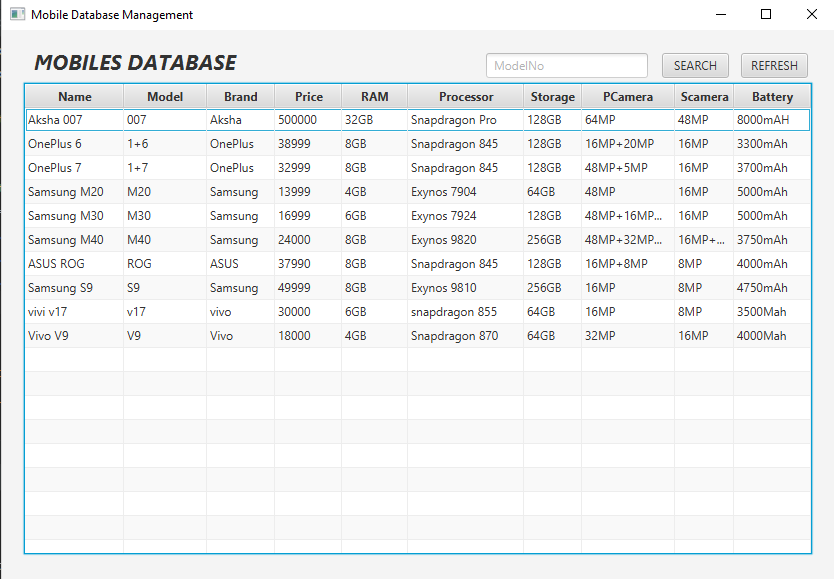 Mobile Database Management
MOBILES DATABASE
ModelNo SEARCH REFRESH
Name Model Brand Price RAM Processor Storage PCamera Scamera Battery
Aksha 007 007 Aksha 500000 32GB Snapdragon Pro 128GB 64MP 48MP 8000mAH
OnePlus 6 1+6 OnePlus 38999 8GB Snapdragon 845 128GB 16MP+20MP 16MP 3300mAh
OnePlus 7 1+7 OnePlus 32999 8GB Snapdragon 845 128GB 48MP+5MP 16MP 3700mAh
Samsung M20 M20 Samsung 13999 4GB Exynos 7904 64GB 48MP 16MP 5000mAh
Samsung M30 M30 Samsung 16999 6GB Exynos 7924 128GB 48MP+16MP... 16MP 5000mAh
Samsung M40 M40 Samsung 24000 8GB Exynos 9820 256GB 48MP+32MP... 16MP+... 3750mAh
ASUS ROG ROG ASUS 37990 8GB Snapdragon 845 128GB 16MP+8MP 8MP 4000mAh
Samsung S9 S9 Samsung 49999 8GB Exynos 9810 256GB 16MP 8MP 4750mAh
vivi v17 v17 vivo 30000 6GB snapdragon 855 64GB 16MP 8MP 3500Mah
Vivo V9 V9 Vivo 18000 4GB Snapdragon 870 64GB 32MP 16MP 4000Mah